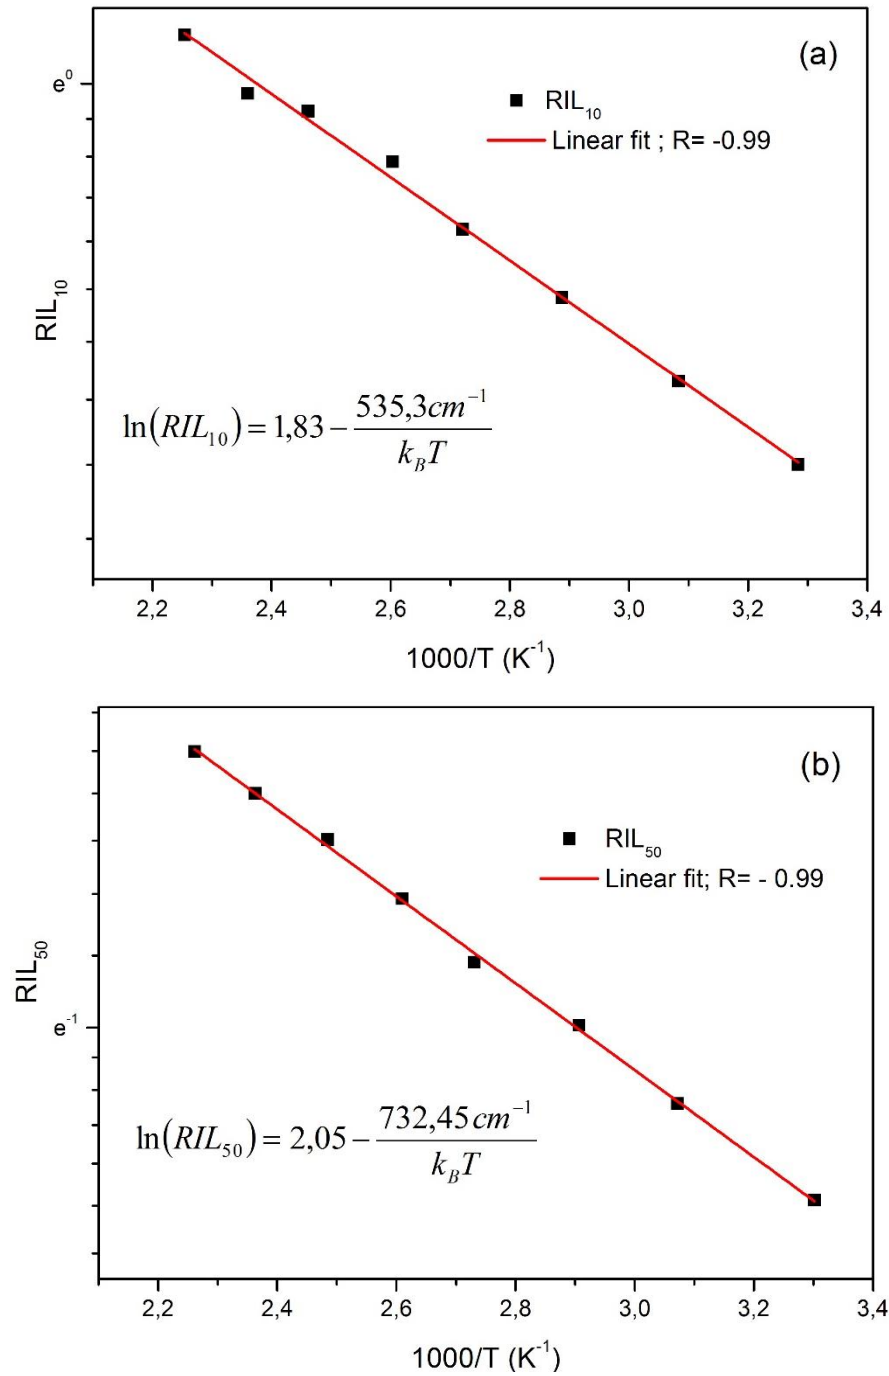 (a)
e⁰
RIL₁₀
Linear fit ; R= -0.99
RIL₁₀
ln(RIL₁₀) = 1,83 − 535,3cm⁻¹ / k_B T
2,2 2,4 2,6 2,8 3,0 3,2 3,4
1000/T (K⁻¹)
(b)
RIL₅₀
Linear fit; R= - 0.99
RIL₅₀
e⁻¹
ln(RIL₅₀) = 2,05 − 732,45cm⁻¹ / k_B T
2,2 2,4 2,6 2,8 3,0 3,2 3,4
1000/T (K⁻¹)